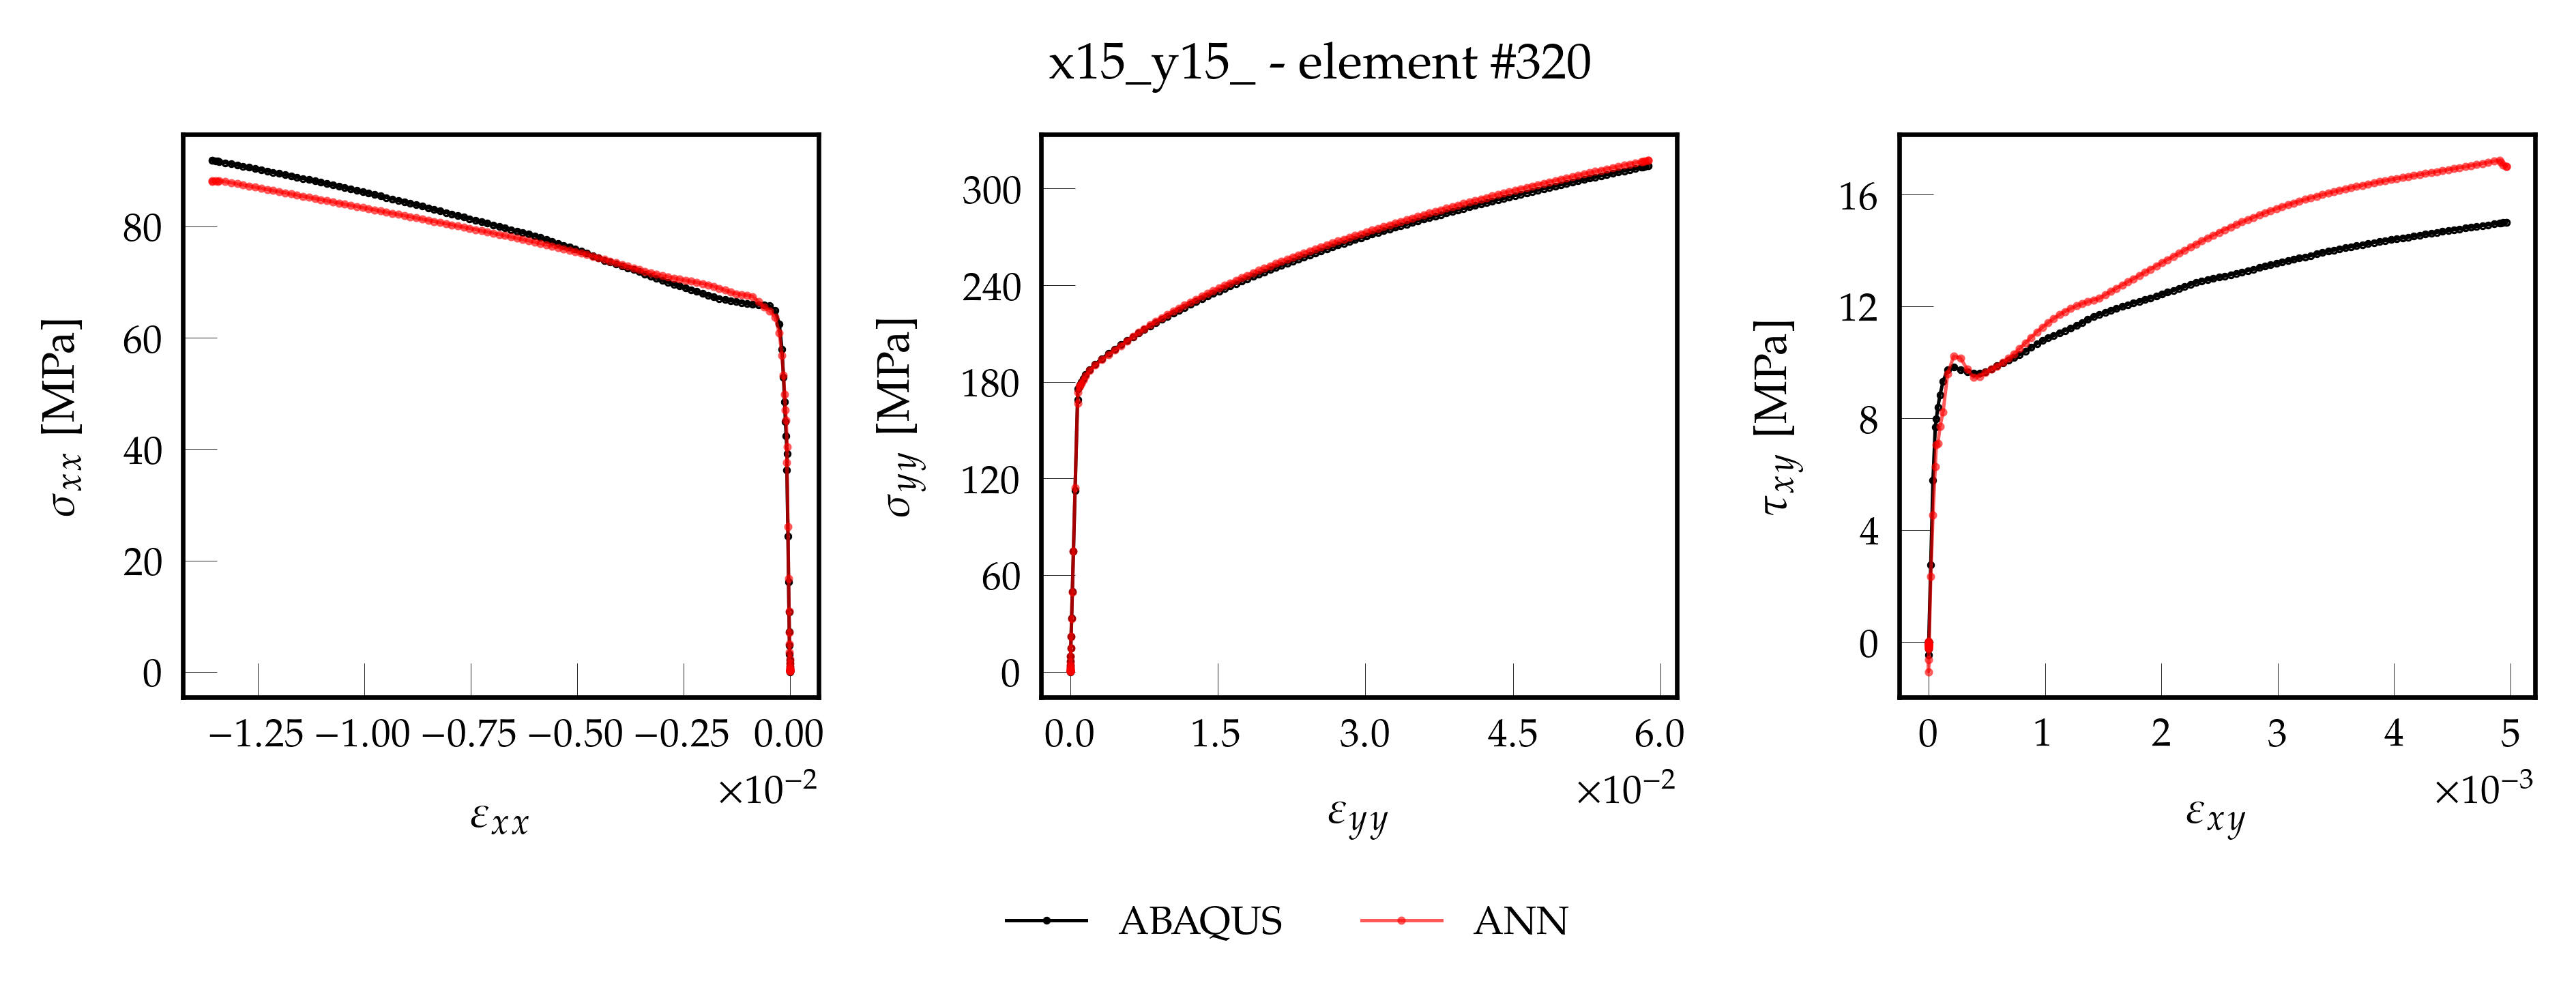 x15_y15_ - element #320
σxx [MPa]
80
60
40
20
0
−1.25 −1.00 −0.75 −0.50 −0.25 0.00
×10−2
εxx
σyy [MPa]
300
240
180
120
60
0
0.0 1.5 3.0 4.5 6.0
×10−2
εyy
τxy [MPa]
16
12
8
4
0
0 1 2 3 4 5
×10−3
εxy
ABAQUS ANN